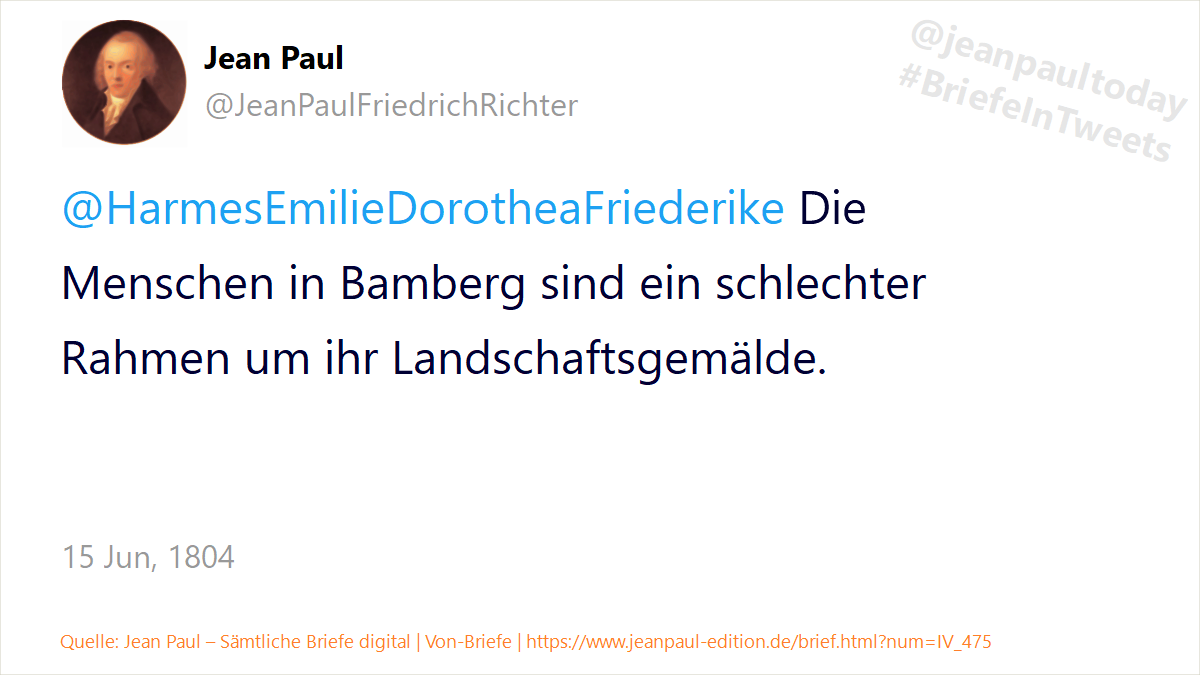 Jean Paul
@JeanPaulFriedrichRichter
@jeanpaultoday
#BriefeInTweets
@HarmesEmilieDorotheaFriederike Die
Menschen in Bamberg sind ein schlechter
Rahmen um ihr Landschaftsgemälde.
15 Jun, 1804
Quelle: Jean Paul – Sämtliche Briefe digital | Von-Briefe | https://www.jeanpaul-edition.de/brief.html?num=IV_475